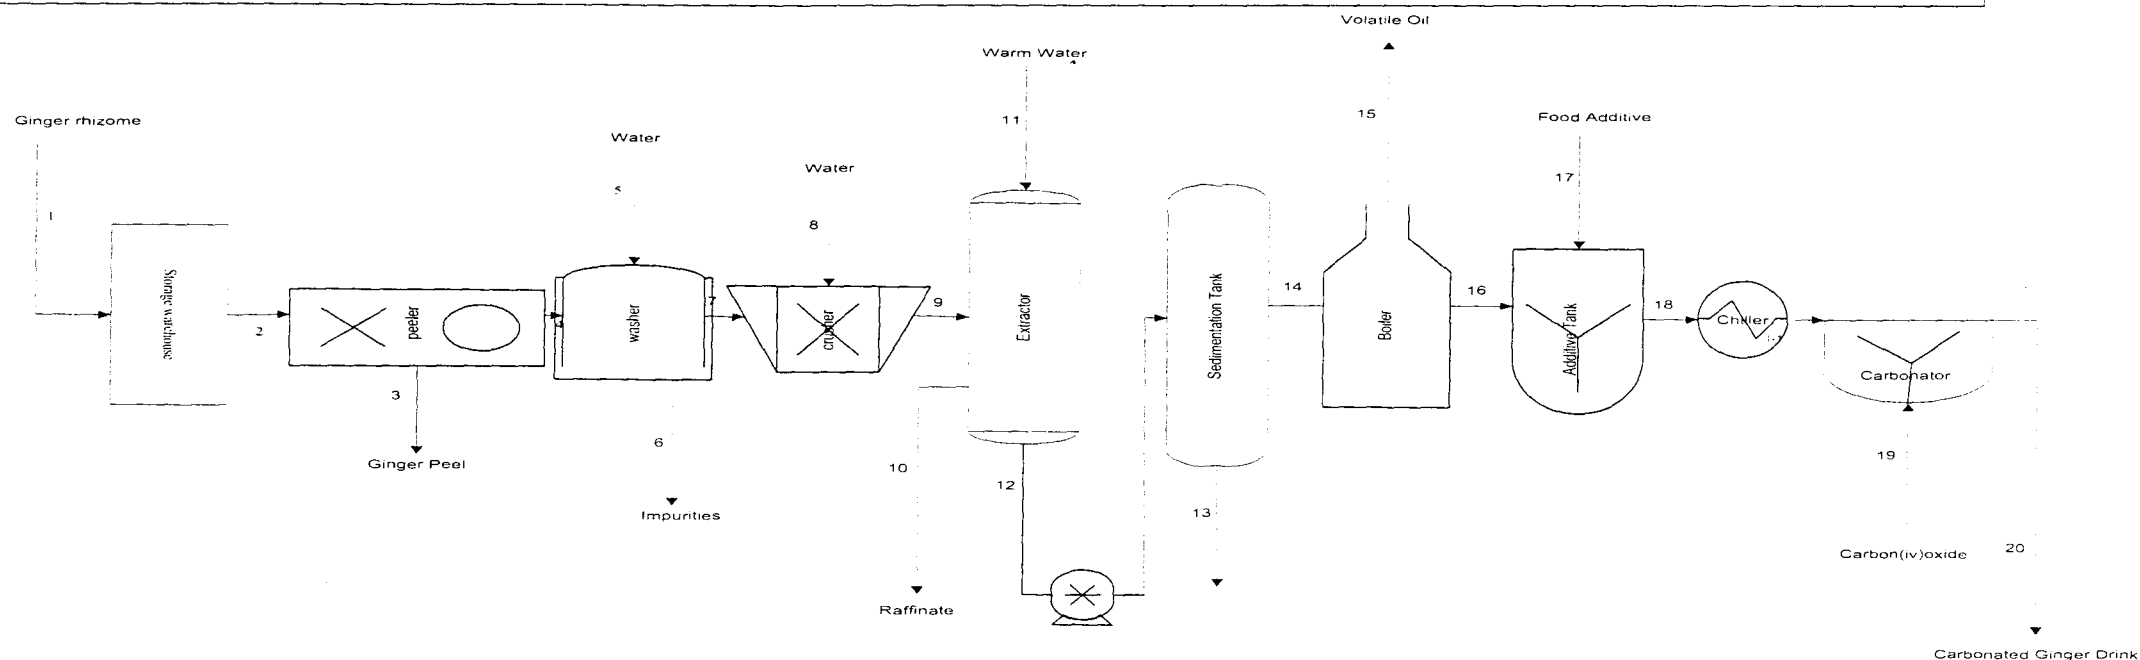 Volatile Oil
Warm Water
11
15
Ginger rhizome
Food Additive
Water
Water
17
5
8
1
Storage warehouse
2
peeler
4
washer
7
crusher
9
Extractor
Sedimentation Tank
14
Boiler
16
Additive Tank
18
Chiller
Carbonator
3
Ginger Peel
6
Impurities
10
Raffinate
12
13
19
Carbon(iv)oxide
20
Carbonated Ginger Drink